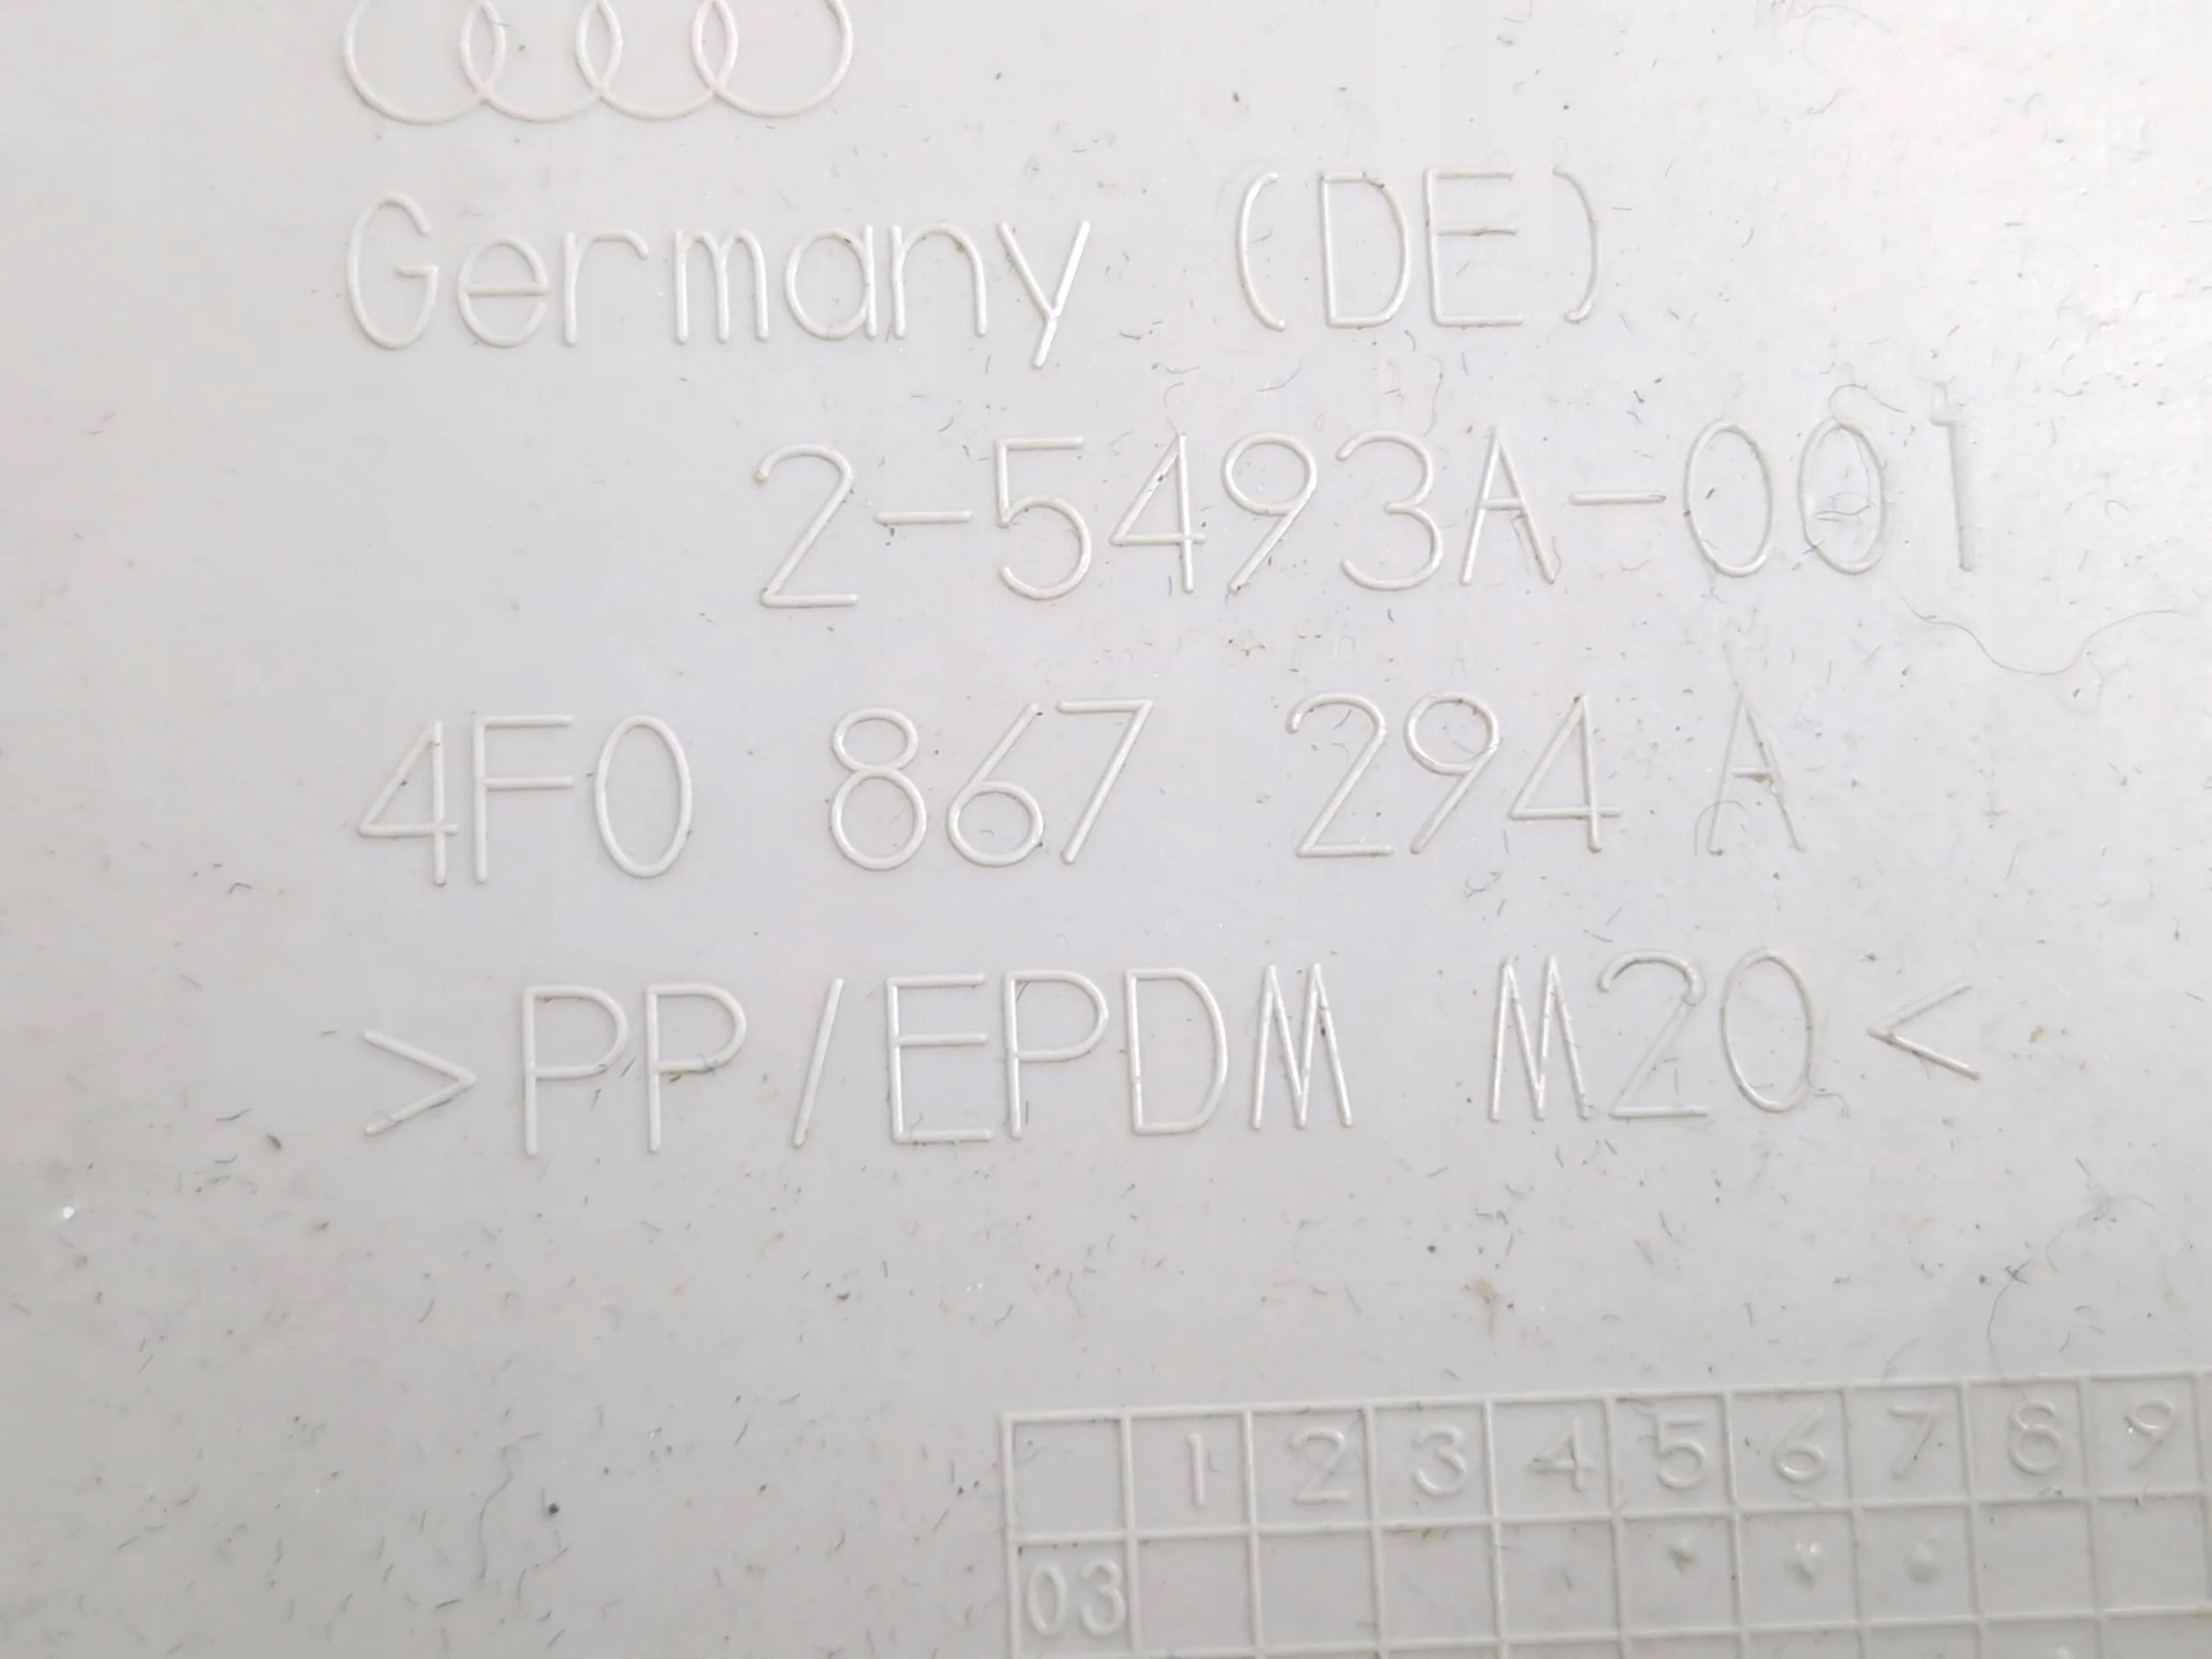 Germany (DE)
2-5493A-001
4F0 867 294 A
>PP/EPDM M20<
1 2 3 4 5 6 7 8 9
03